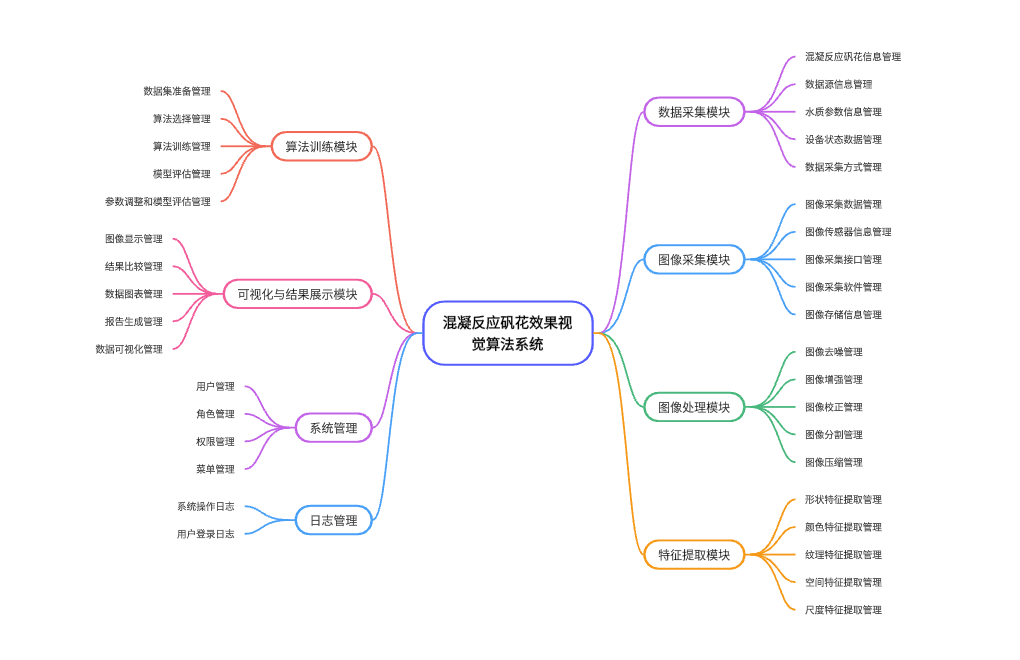 混凝反应矾花效果视
觉算法系统
数据采集模块
混凝反应矾花信息管理
数据源信息管理
水质参数信息管理
设备状态数据管理
数据采集方式管理
图像采集模块
图像采集数据管理
图像传感器信息管理
图像采集接口管理
图像采集软件管理
图像存储信息管理
图像处理模块
图像去噪管理
图像增强管理
图像校正管理
图像分割管理
图像压缩管理
特征提取模块
形状特征提取管理
颜色特征提取管理
纹理特征提取管理
空间特征提取管理
尺度特征提取管理
算法训练模块
数据集准备管理
算法选择管理
算法训练管理
模型评估管理
参数调整和模型评估管理
可视化与结果展示模块
图像显示管理
结果比较管理
数据图表管理
报告生成管理
数据可视化管理
系统管理
用户管理
角色管理
权限管理
菜单管理
日志管理
系统操作日志
用户登录日志